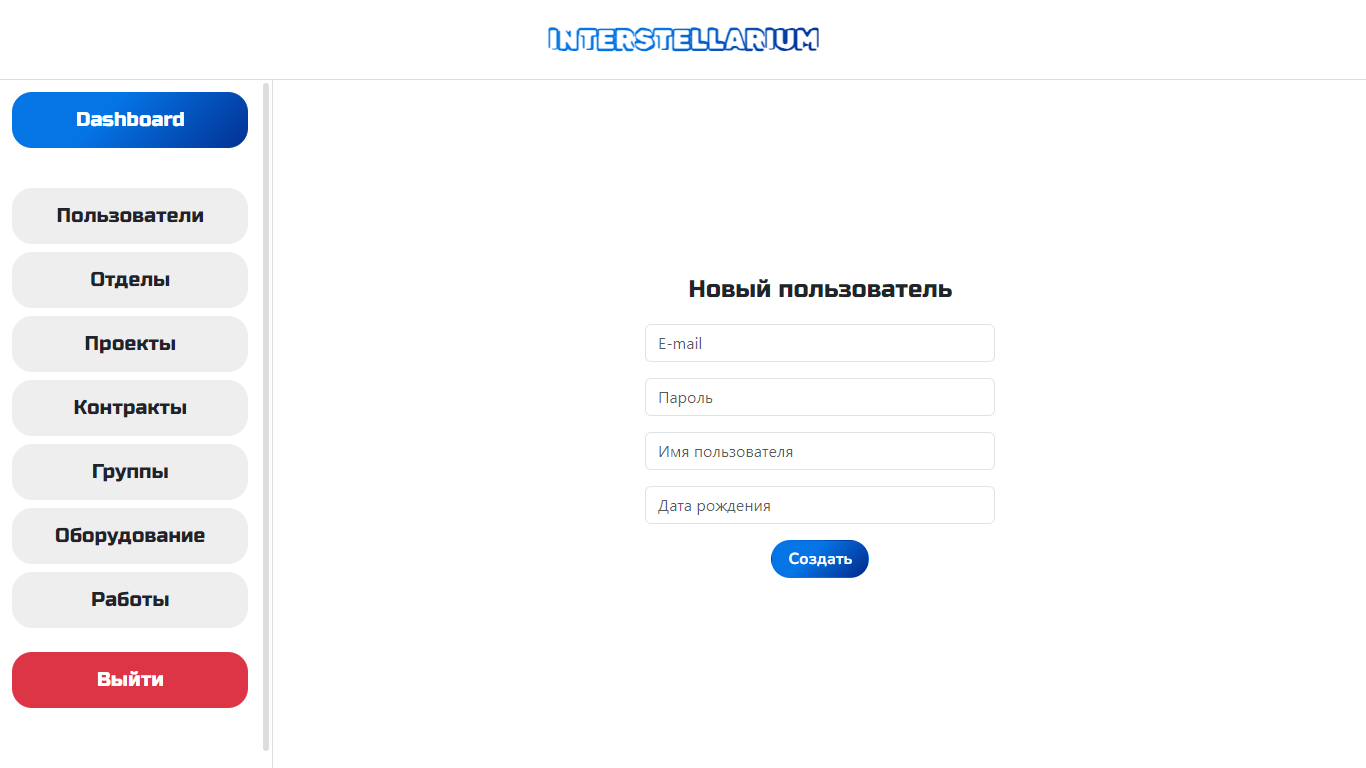 INTERSTELLARIUM
Dashboard
Пользователи
Отделы
Проекты
Контракты
Группы
Оборудование
Работы
Выйти
Новый пользователь
E-mail
Пароль
Имя пользователя
Дата рождения
Создать